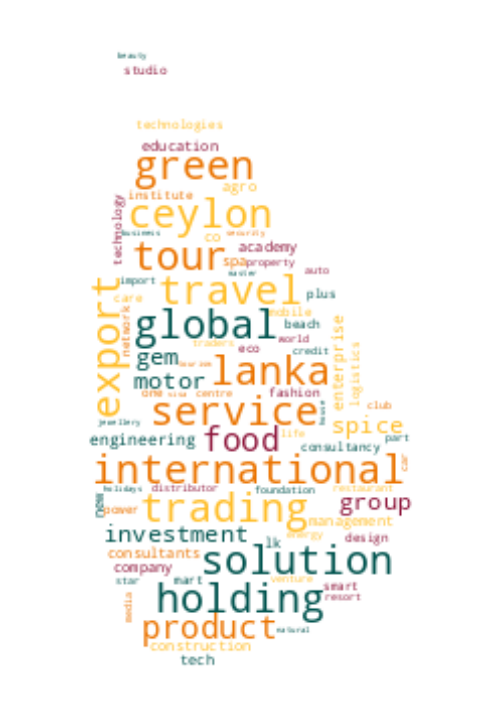 beauty
studio
technologies
education
green
agro
institute
ceylon
technology
business
co
security
tour
academy
spa
property
water
auto
import
travel
plus
export
care
mobile
global
beach
network
traders
world
enterprise
eco
credit
logistics
gem
tourism
motor
lanka
one
visa
centre
fashion
service
house
club
jewellery
spice
engineering
food
life
part
consultancy
international
car
holidays
distributor
foundation
restaurant
new
power
trading
group
management
investment
lk
energy
design
consultants
solution
company
star
mart
venture
smart
holding
resort
media
product
natural
construction
tech